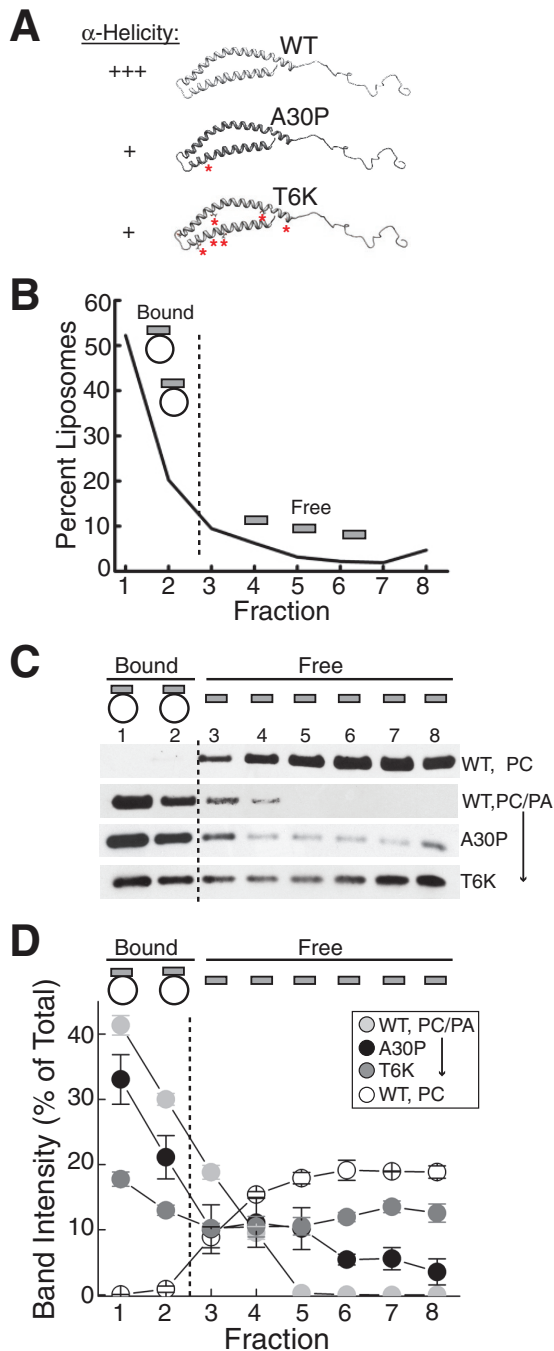 A
α-Helicity:
+++
WT
+
A30P
*
+
T6K
* * * * * *
B
Percent Liposomes
60
50
40
30
20
10
0
Bound
Free
1 2 3 4 5 6 7 8
Fraction
C
Bound Free
1 2 3 4 5 6 7 8
WT, PC
WT,PC/PA
A30P
T6K
D
Bound Free
Band Intensity (% of Total)
40
30
20
10
0
WT, PC/PA
A30P
T6K
WT, PC
1 2 3 4 5 6 7 8
Fraction